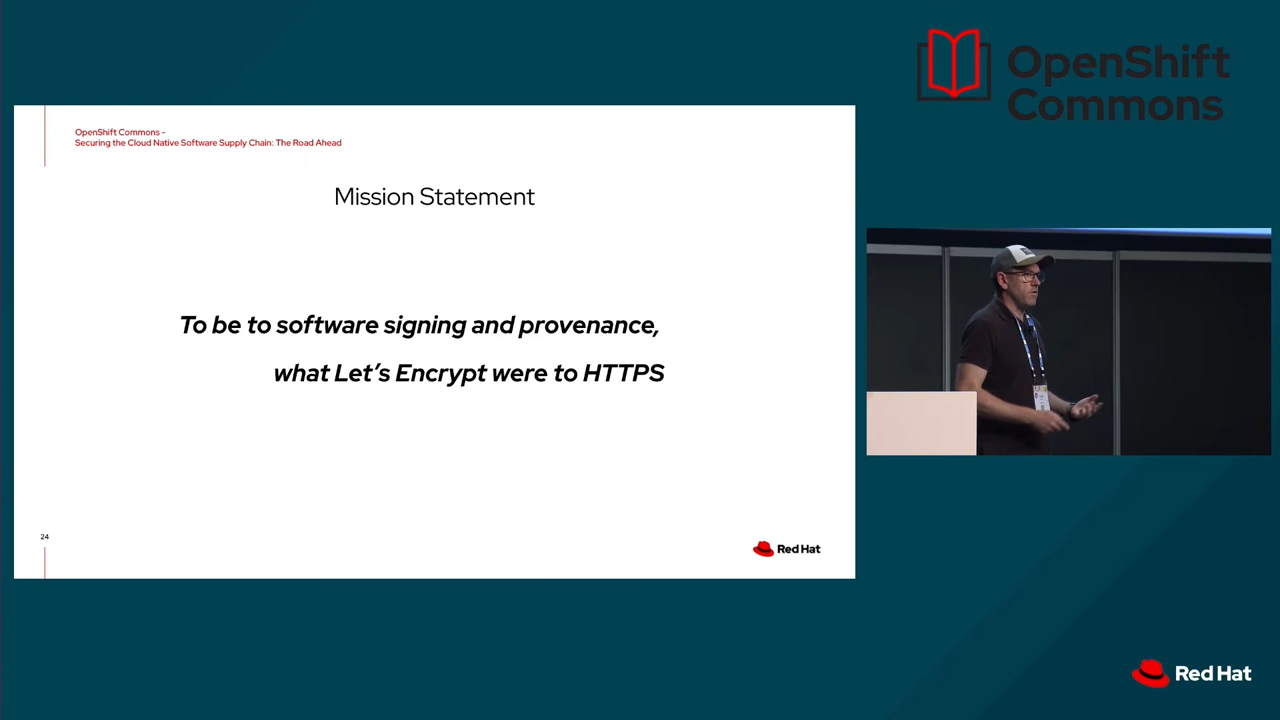 OpenShift
Commons
OpenShift Commons -
Securing the Cloud Native Software Supply Chain: The Road Ahead
Mission Statement
To be to software signing and provenance,
what Let's Encrypt were to HTTPS
24
Red Hat
Red Hat